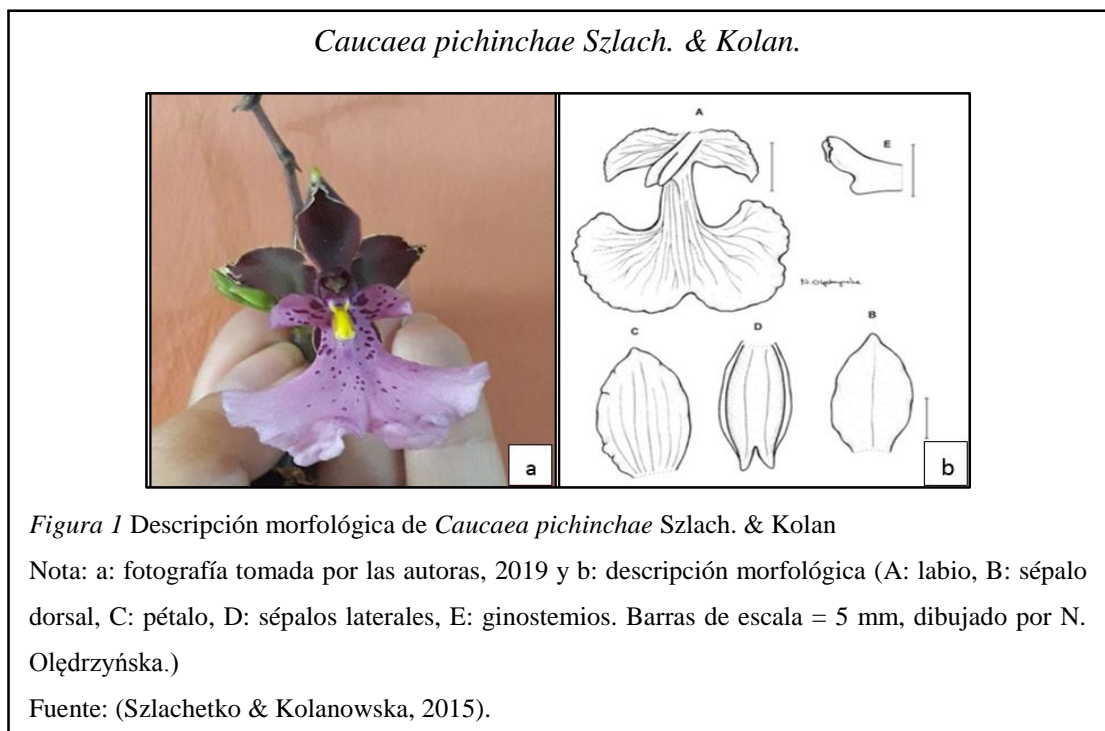 Caucaea pichinchae Szlach. & Kolan.
A
E
C
D
B
a
b
Figura 1 Descripción morfológica de Caucaea pichinchae Szlach. & Kolan
Nota: a: fotografía tomada por las autoras, 2019 y b: descripción morfológica (A: labio, B: sépalo
dorsal, C: pétalo, D: sépalos laterales, E: ginostemios. Barras de escala = 5 mm, dibujado por N.
Olędrzyńska.)
Fuente: (Szlachetko & Kolanowska, 2015).